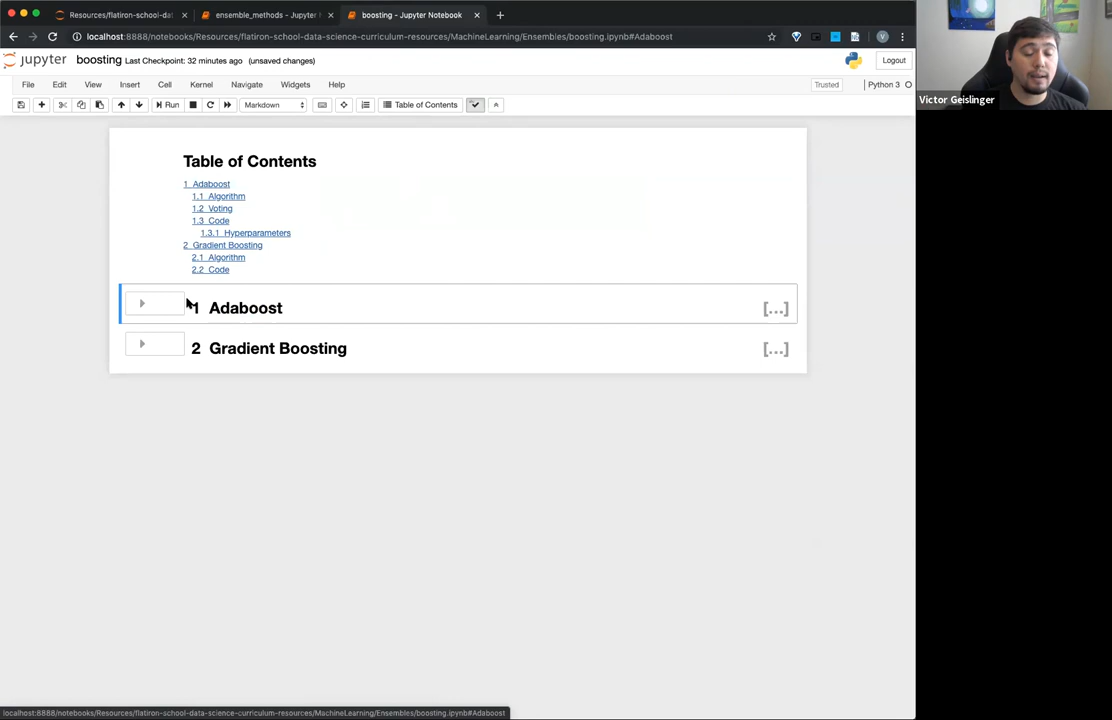 Resources/flatiron-school-dat
ensemble_methods - Jupyter
boosting - Jupyter Notebook
localhost:8888/notebooks/Resources/flatiron-school-data-science-curriculum-resources/MachineLearning/Ensembles/boosting.ipynb#Adaboost
V
jupyter boosting Last Checkpoint: 32 minutes ago (unsaved changes) Logout
File Edit View Insert Cell Kernel Navigate Widgets Help Trusted Python 3
Run Markdown Table of Contents
Victor Geislinger
Table of Contents
1 Adaboost
1.1 Algorithm
1.2 Voting
1.3 Code
1.3.1 Hyperparameters
2 Gradient Boosting
2.1 Algorithm
2.2 Code
1 Adaboost [...]
2 Gradient Boosting [...]
localhost:8888/notebooks/Resources/flatiron-school-data-science-curriculum-resources/MachineLearning/Ensembles/boosting.ipynb#Adaboost